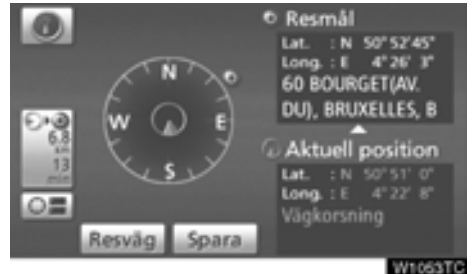 Resmål
Lat. : N 50°52'45"
Long. : E 4°26' 3"
60 BOURGET(AV.
DU), BRUXELLES, B
Aktuell position
Lat. : N 50°51' 0"
Long. : E 4°22' 8"
Vägkorsning
N
W E
S
6.8
km
13
min
Resväg Spara
W1053TC